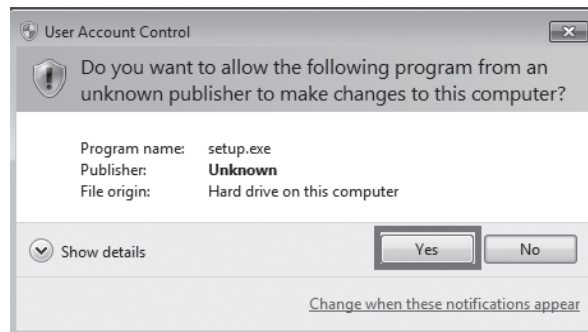 User Account Control
Do you want to allow the following program from an
unknown publisher to make changes to this computer?
Program name: setup.exe
Publisher: Unknown
File origin: Hard drive on this computer
Show details Yes No
Change when these notifications appear